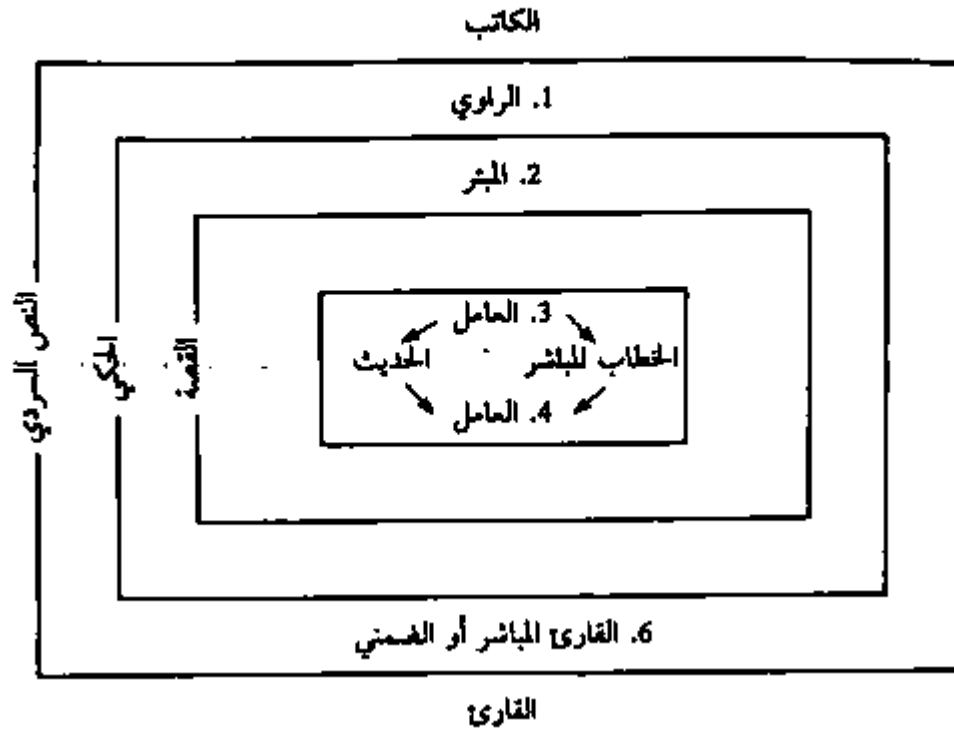 الكاتب
1. الراوي
2. المبئر
النص السردي
الحكي
القصة
3. العامل
الخطاب المباشر
الحديث
4. العامل
6. القارئ المباشر أو الضمني
القارئ